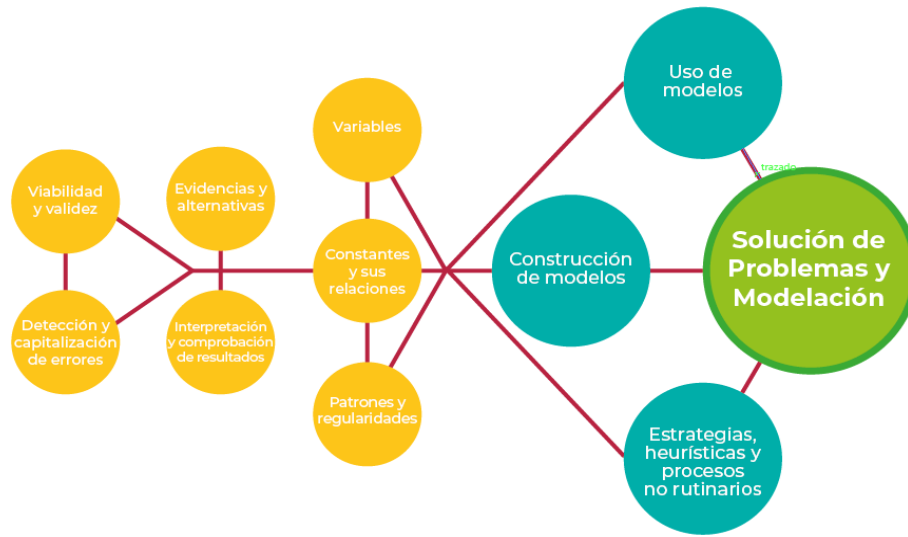 Uso de
modelos
Variables
trazado
Viabilidad
y validez
Evidencias y
alternativas
Constantes
y sus
relaciones
Construcción
de modelos
Solución de
Problemas y
Modelación
Detección y
capitalización
de errores
Interpretación
y comprobación
de resultados
Patrones y
regularidades
Estrategias,
heurísticas y
procesos
no rutinarios